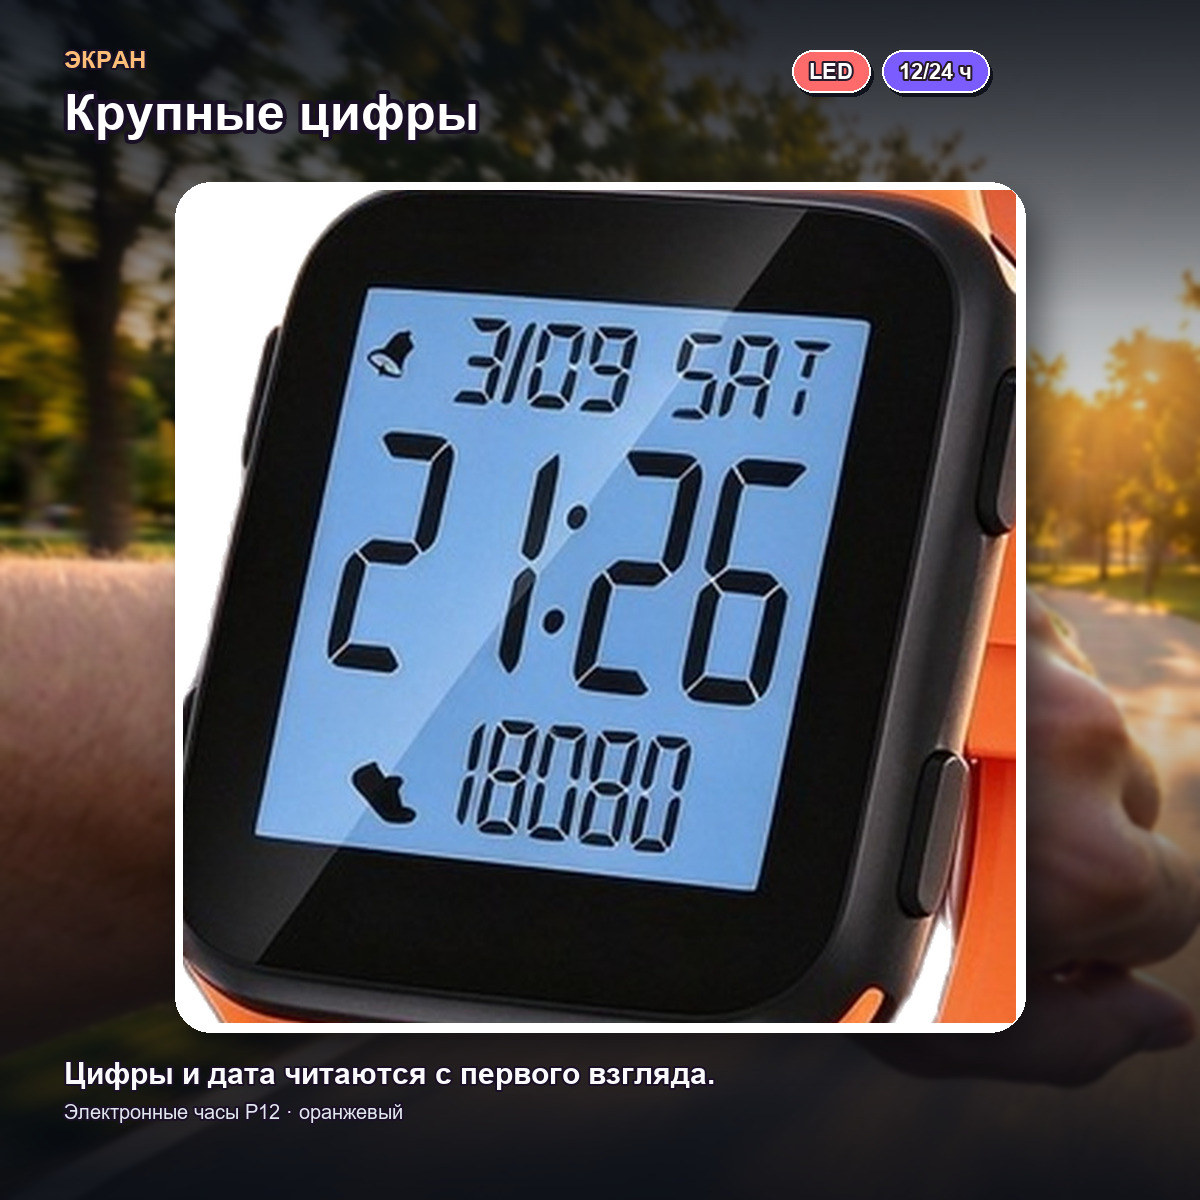 ЭКРАН
Крупные цифры
LED
12/24 ч
3/09 SAT
21:26
18080
Цифры и дата читаются с первого взгляда.
Электронные часы P12 · оранжевый